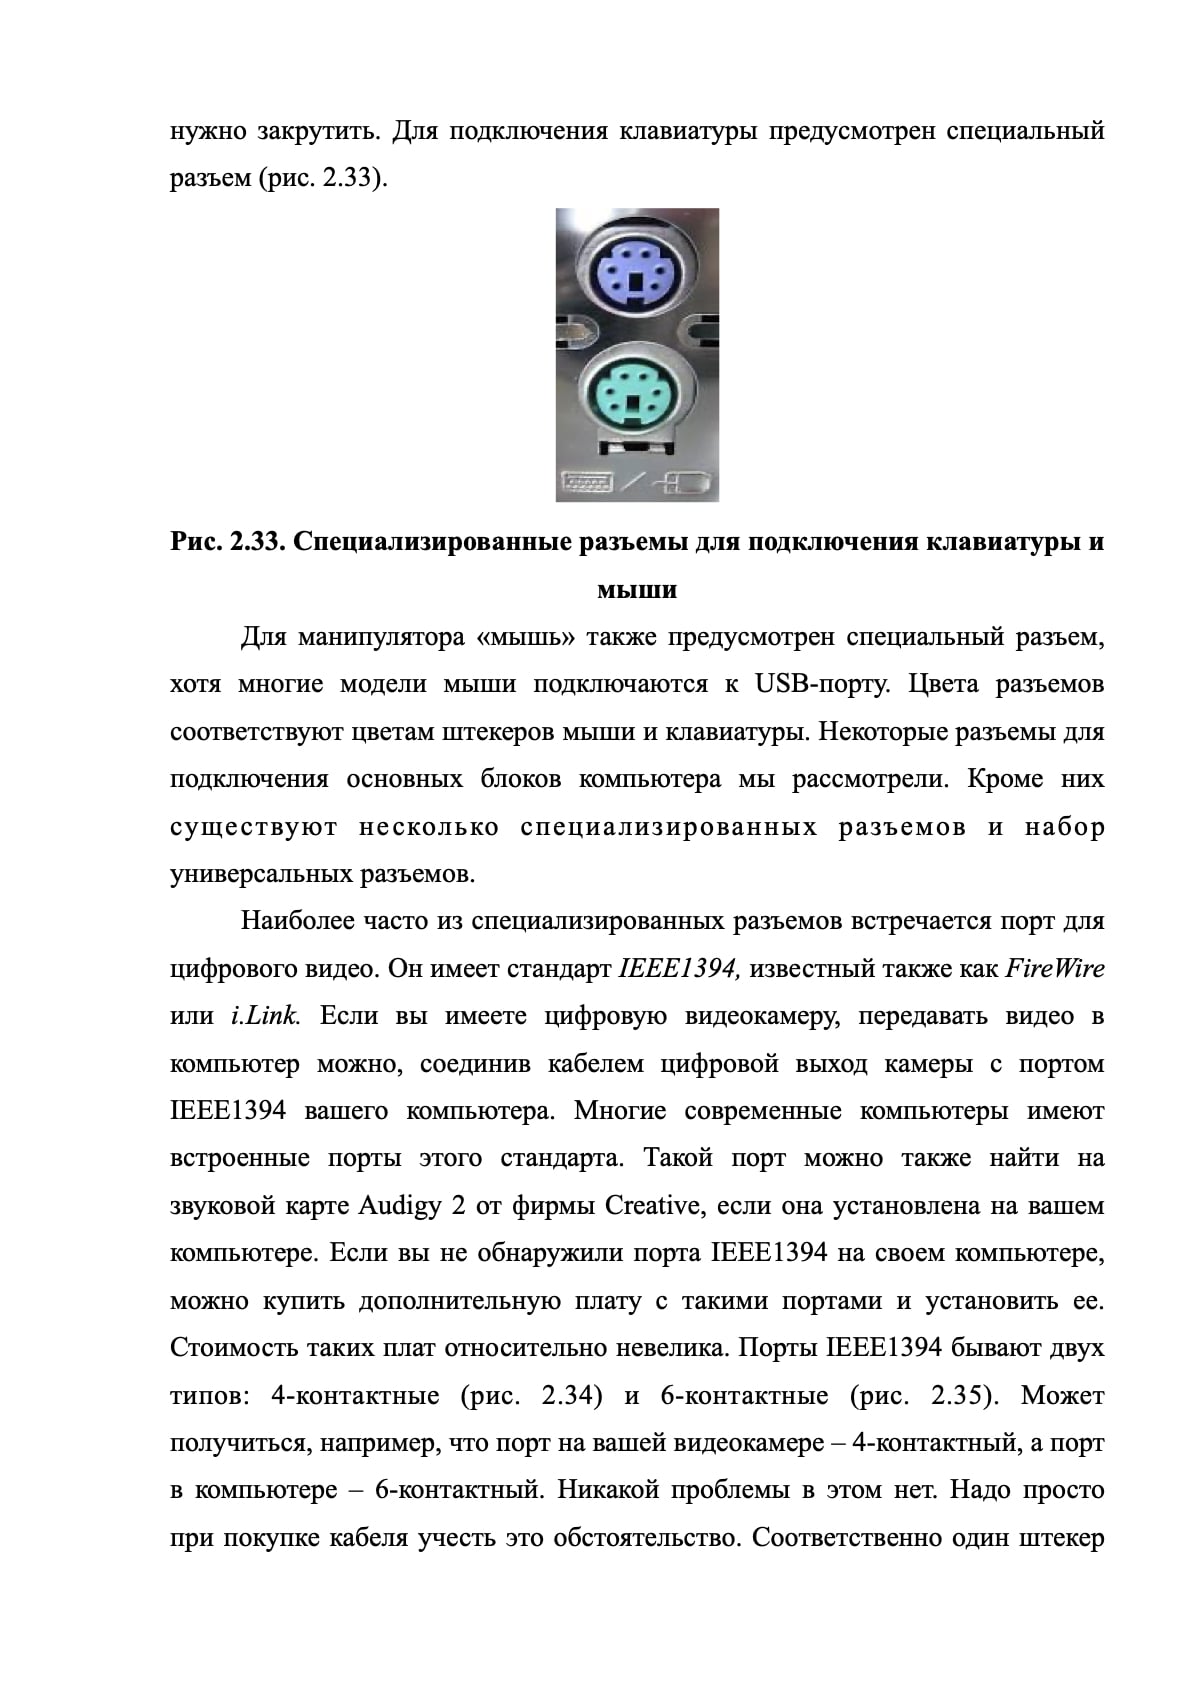 нужно закрутить. Для подключения клавиатуры предусмотрен специальный
разъем (рис. 2.33).
Рис. 2.33. Специализированные разъемы для подключения клавиатуры и
мыши
Для манипулятора «мышь» также предусмотрен специальный разъем,
хотя многие модели мыши подключаются к USB-порту. Цвета разъемов
соответствуют цветам штекеров мыши и клавиатуры. Некоторые разъемы для
подключения основных блоков компьютера мы рассмотрели. Кроме них
существуют несколько специализированных разъемов и набор
универсальных разъемов.
Наиболее часто из специализированных разъемов встречается порт для
цифрового видео. Он имеет стандарт IEEE1394, известный также как FireWire
или i.Link. Если вы имеете цифровую видеокамеру, передавать видео в
компьютер можно, соединив кабелем цифровой выход камеры с портом
IEEE1394 вашего компьютера. Многие современные компьютеры имеют
встроенные порты этого стандарта. Такой порт можно также найти на
звуковой карте Audigy 2 от фирмы Creative, если она установлена на вашем
компьютере. Если вы не обнаружили порта IEEE1394 на своем компьютере,
можно купить дополнительную плату с такими портами и установить ее.
Стоимость таких плат относительно невелика. Порты IEEE1394 бывают двух
типов: 4-контактные (рис. 2.34) и 6-контактные (рис. 2.35). Может
получиться, например, что порт на вашей видеокамере – 4-контактный, а порт
в компьютере – 6-контактный. Никакой проблемы в этом нет. Надо просто
при покупке кабеля учесть это обстоятельство. Соответственно один штекер